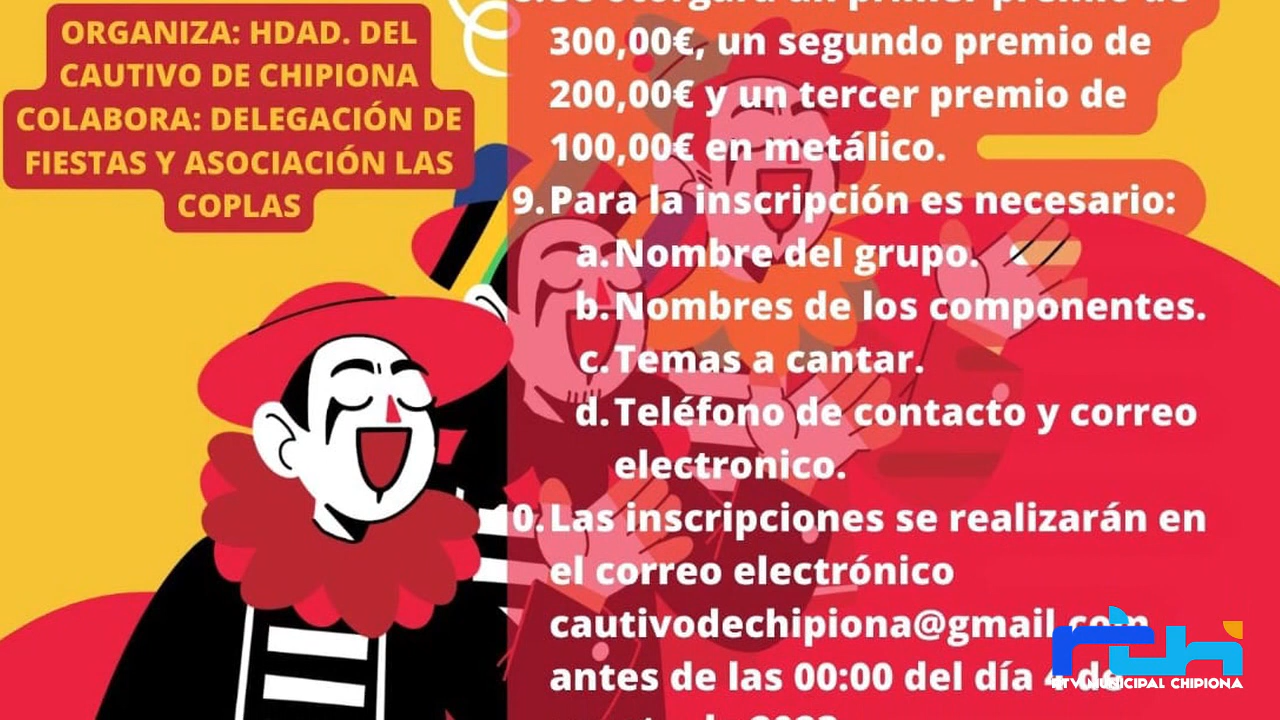 ORGANIZA: HDAD. DEL
CAUTIVO DE CHIPIONA
COLABORA: DELEGACIÓN DE
FIESTAS Y ASOCIACIÓN LAS
COPLAS
300,00€, un segundo premio de
200,00€ y un tercer premio de
100,00€ en metálico.
9. Para la inscripción es necesario:
a. Nombre del grupo.
b. Nombres de los componentes.
c. Temas a cantar.
d. Teléfono de contacto y correo
electronico.
0. Las inscripciones se realizarán en
el correo electrónico
cautivodechipiona@gmail.com
antes de las 00:00 del día
rtchi
RTV MUNICIPAL CHIPIONA